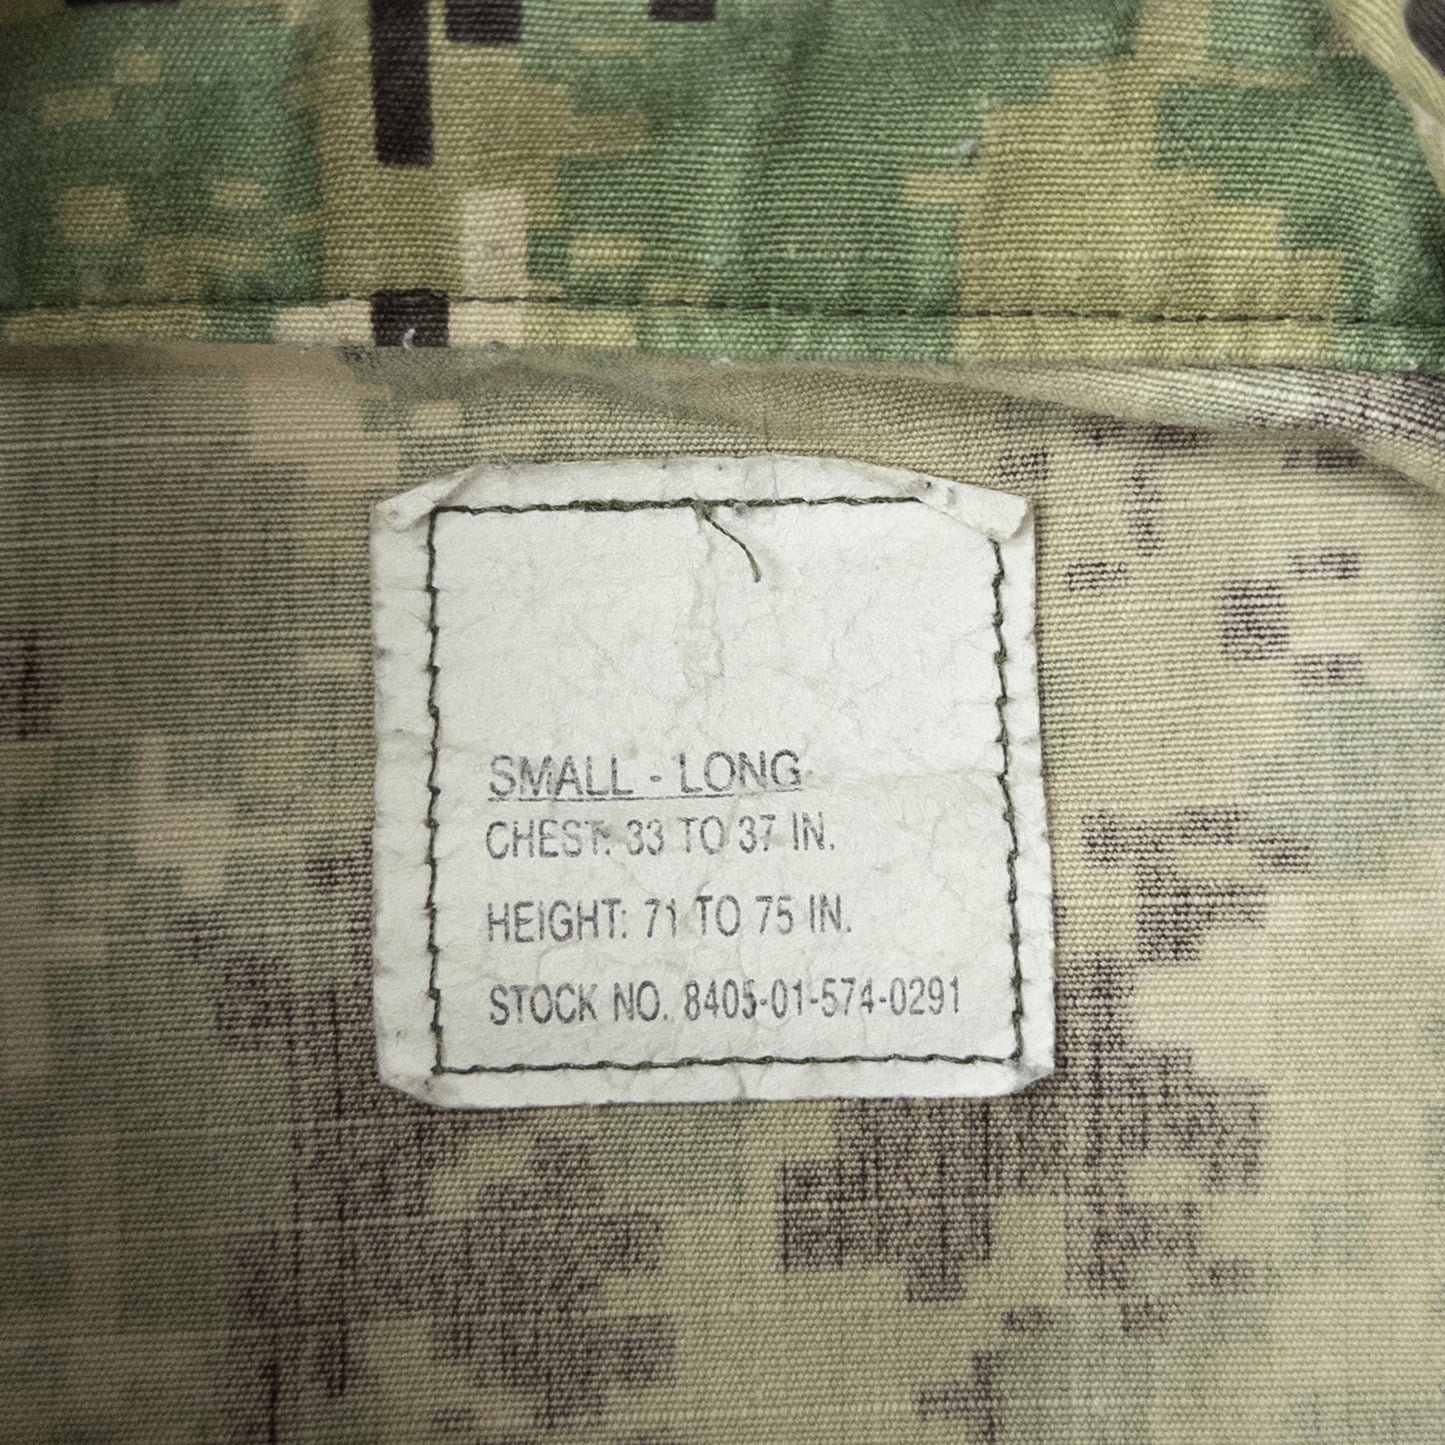 SMALL - LONG
CHEST: 33 TO 37 IN.
HEIGHT: 71 TO 75 IN.
STOCK NO. 8405-01-574-0291